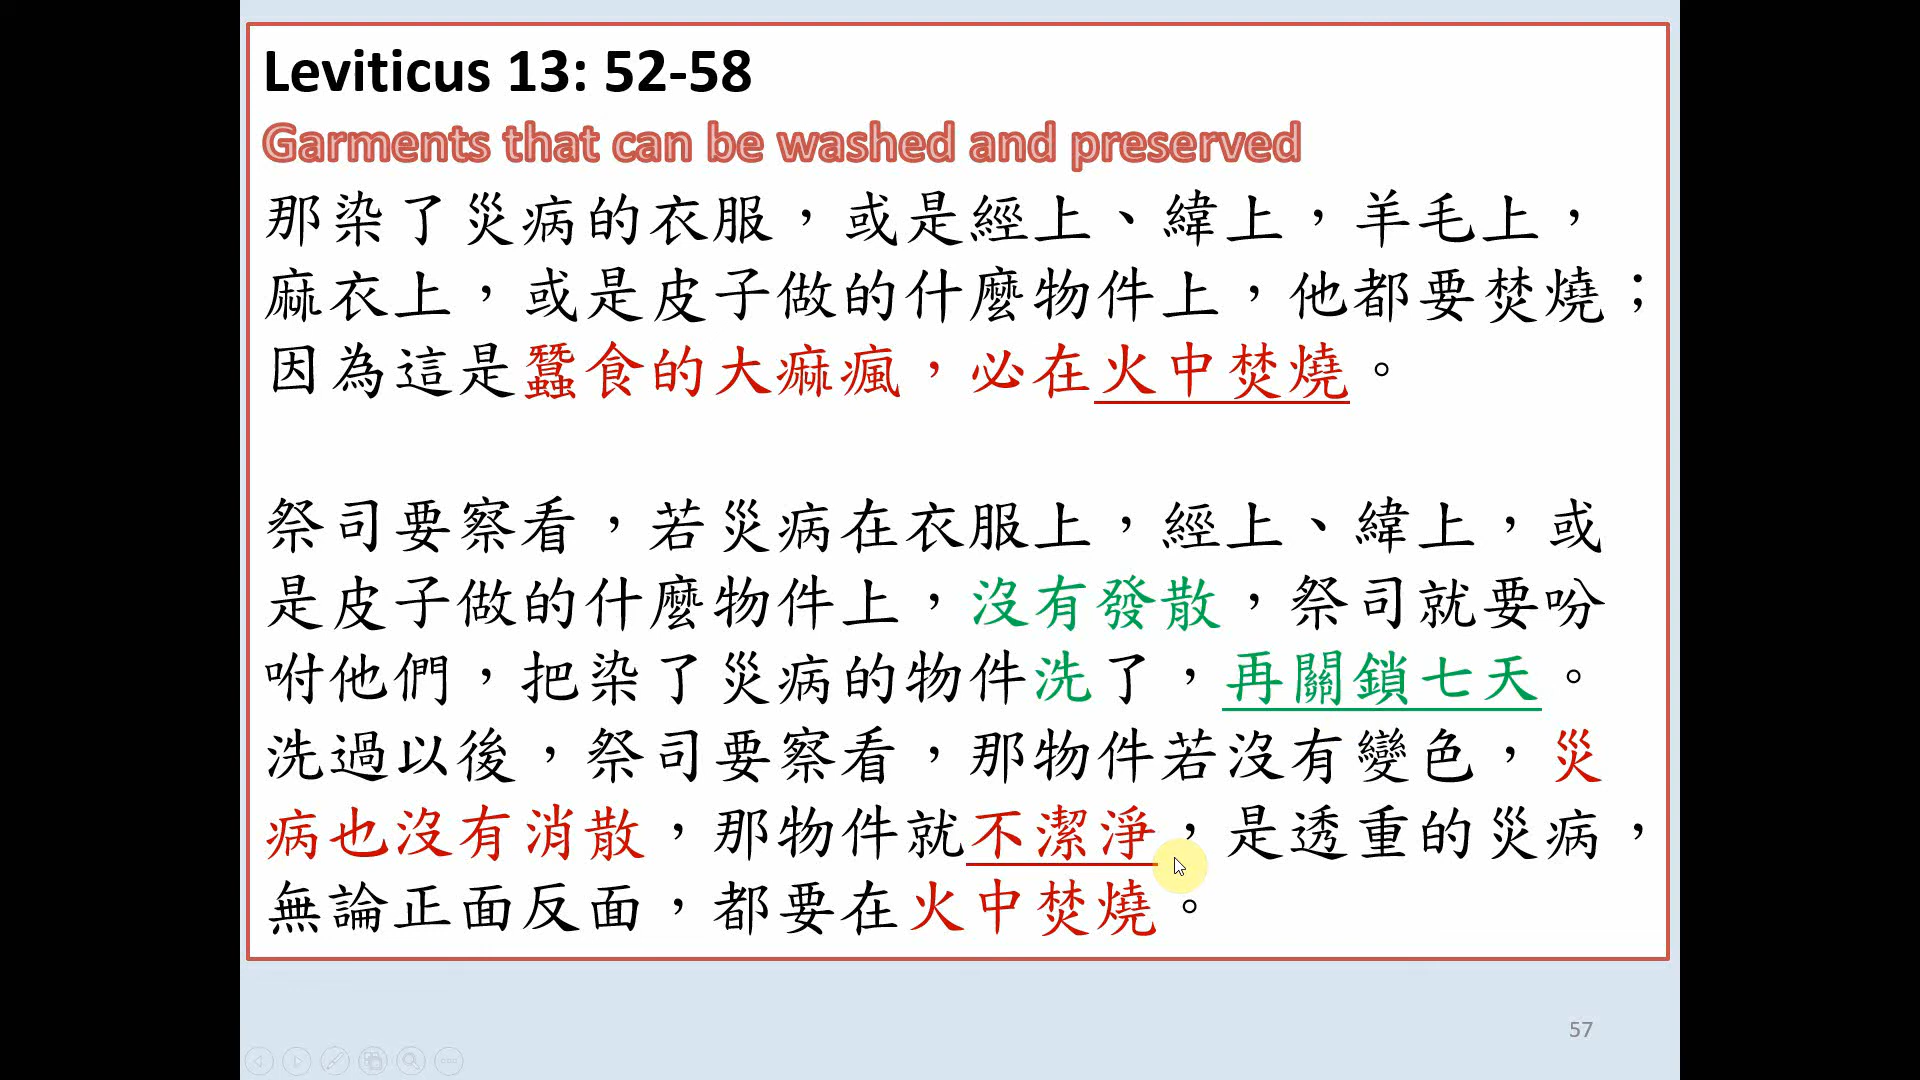 Leviticus 13: 52-58
Garments that can be washed and preserved
那染了災病的衣服，或是經上、緯上，羊毛上，
麻衣上，或是皮子做的什麼物件上，他都要焚燒；
因為這是蠶食的大痲瘋，必在火中焚燒。
祭司要察看，若災病在衣服上，經上、緯上，或
是皮子做的什麼物件上，沒有發散，祭司就要吩
咐他們，把染了災病的物件洗了，再關鎖七天。
洗過以後，祭司要察看，那物件若沒有變色，災
病也沒有消散，那物件就不潔淨，是透重的災病，
無論正面反面，都要在火中焚燒。
57